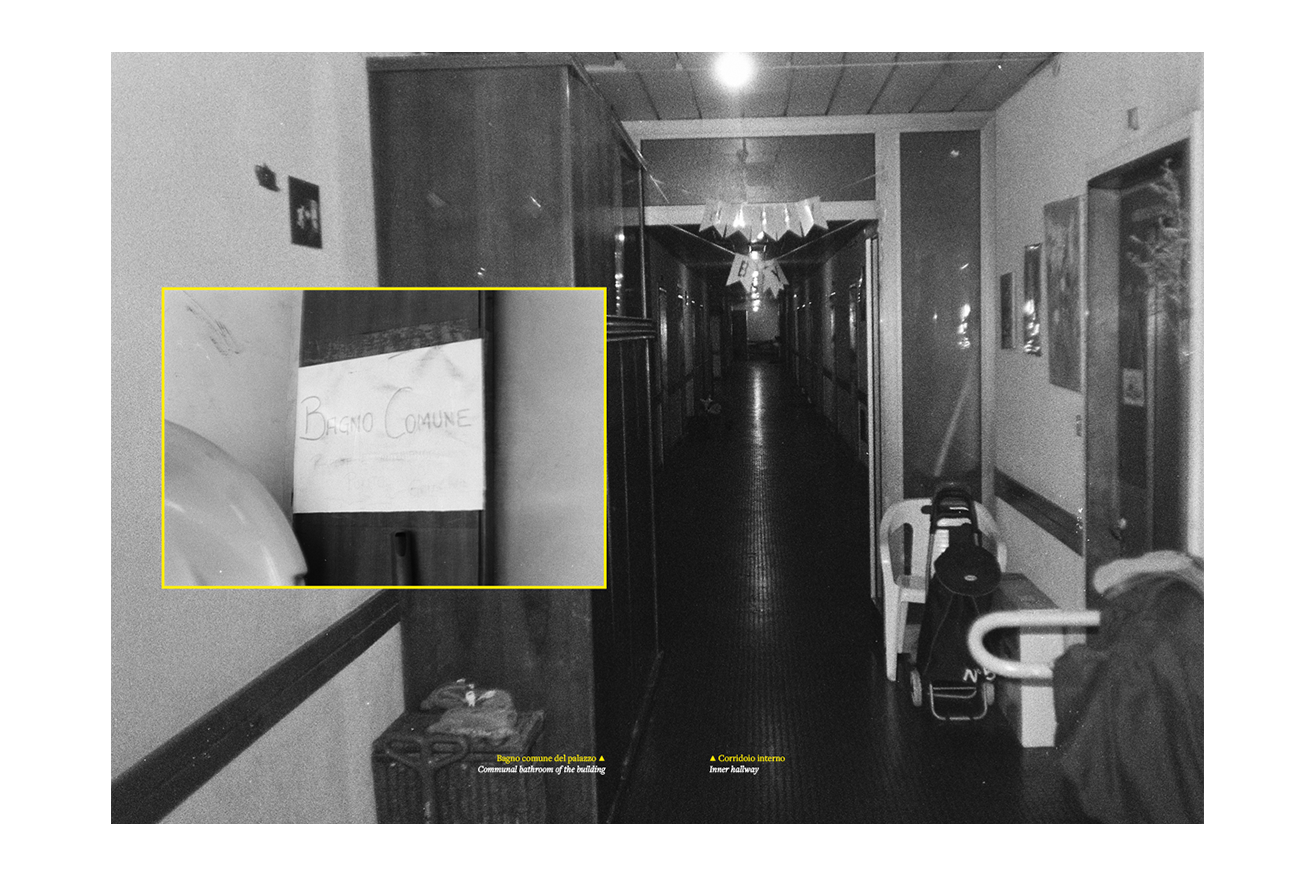 BAGNO COMUNE
Bagno comune del palazzo ▲
Communal bathroom of the building
▲ Corridoio interno
Inner hallway